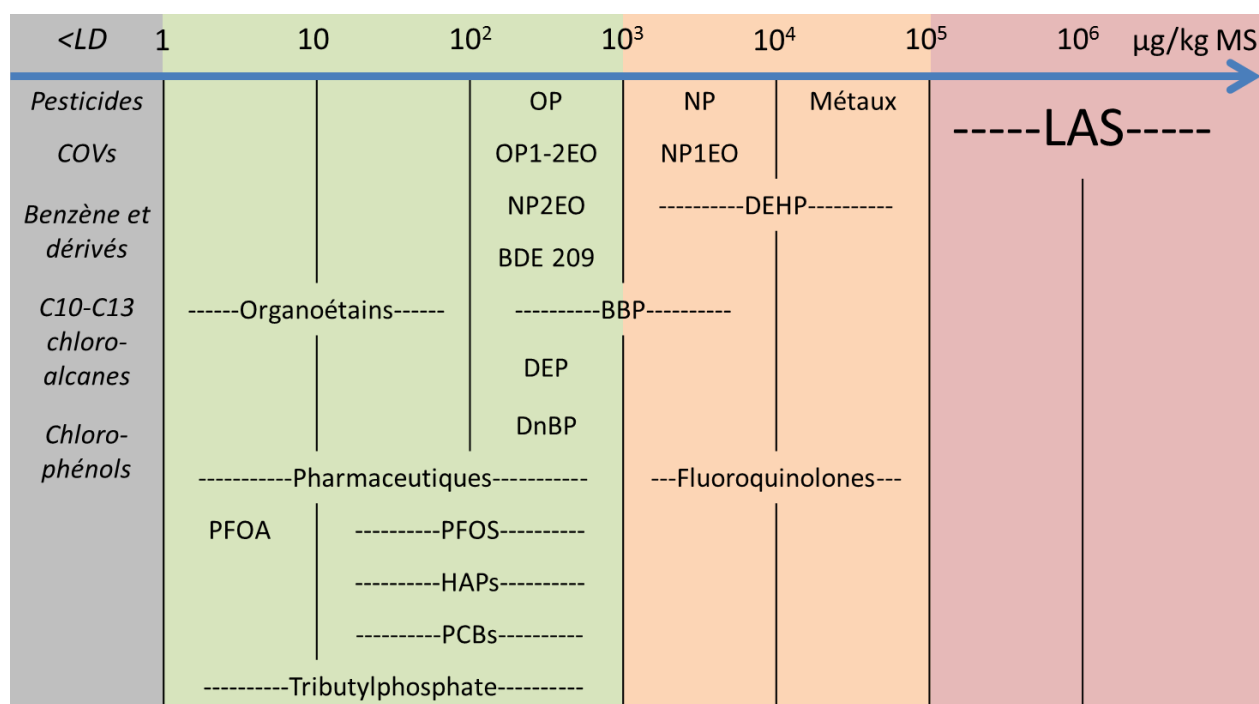 <LD 1 10 10² 10³ 10⁴ 10⁵ 10⁶ µg/kg MS
Pesticides OP NP Métaux
-----LAS-----
COVs OP1-2EO NP1EO
Benzène et
dérivés
NP2EO ----------DEHP----------
BDE 209
C10-C13
chloro-
alcanes
------Organoétains------ ----------BBP----------
DEP
Chloro-
phénols
DnBP
-----------Pharmaceutiques----------- ---Fluoroquinolones---
PFOA ----------PFOS----------
----------HAPs----------
----------PCBs----------
----------Tributylphosphate----------